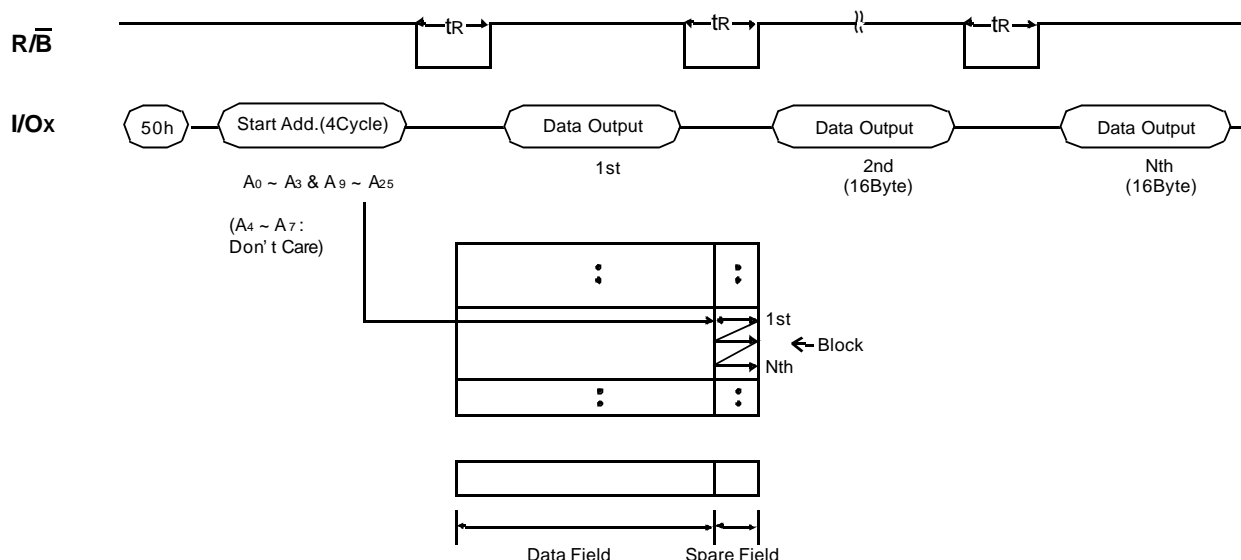 R/B
tR
tR
tR
I/Ox
50h
Start Add.(4Cycle)
Data Output
Data Output
Data Output
1st
2nd
(16Byte)
Nth
(16Byte)
A0 ~ A3 & A9 ~ A25
(A4 ~ A7 :
Don't Care)
1st
Block
Nth
Data Field
Spare Field